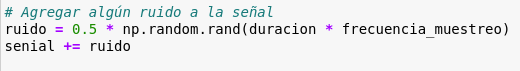 # Agregar algún ruido a la señal
ruido = 0.5 * np.random.rand(duracion * frecuencia_muestreo)
senial += ruido